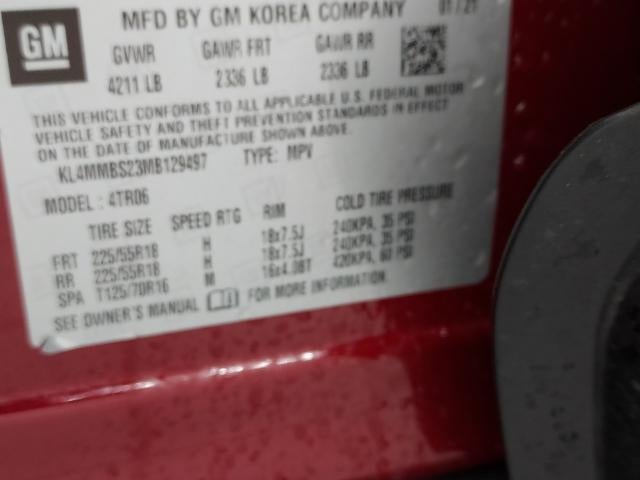 GM
MFD BY GM KOREA COMPANY 01/21
GVWR GAWR FRT GAWR RR
4211 LB 2336 LB 2336 LB
THIS VEHICLE CONFORMS TO ALL APPLICABLE U.S. FEDERAL MOTOR
VEHICLE SAFETY AND THEFT PREVENTION STANDARDS IN EFFECT
ON THE DATE OF MANUFACTURE SHOWN ABOVE.
KL4MMBS23MB129497 TYPE: MPV
MODEL: 4TR06
TIRE SIZE SPEED RTG RIM COLD TIRE PRESSURE
FRT 225/55R18 H 18x7.5J 240KPA, 35 PSI
RR 225/55R18 H 18x7.5J 240KPA, 35 PSI
SPA T125/70R16 M 16x4.00T 420KPA, 60 PSI
SEE OWNER'S MANUAL FOR MORE INFORMATION.